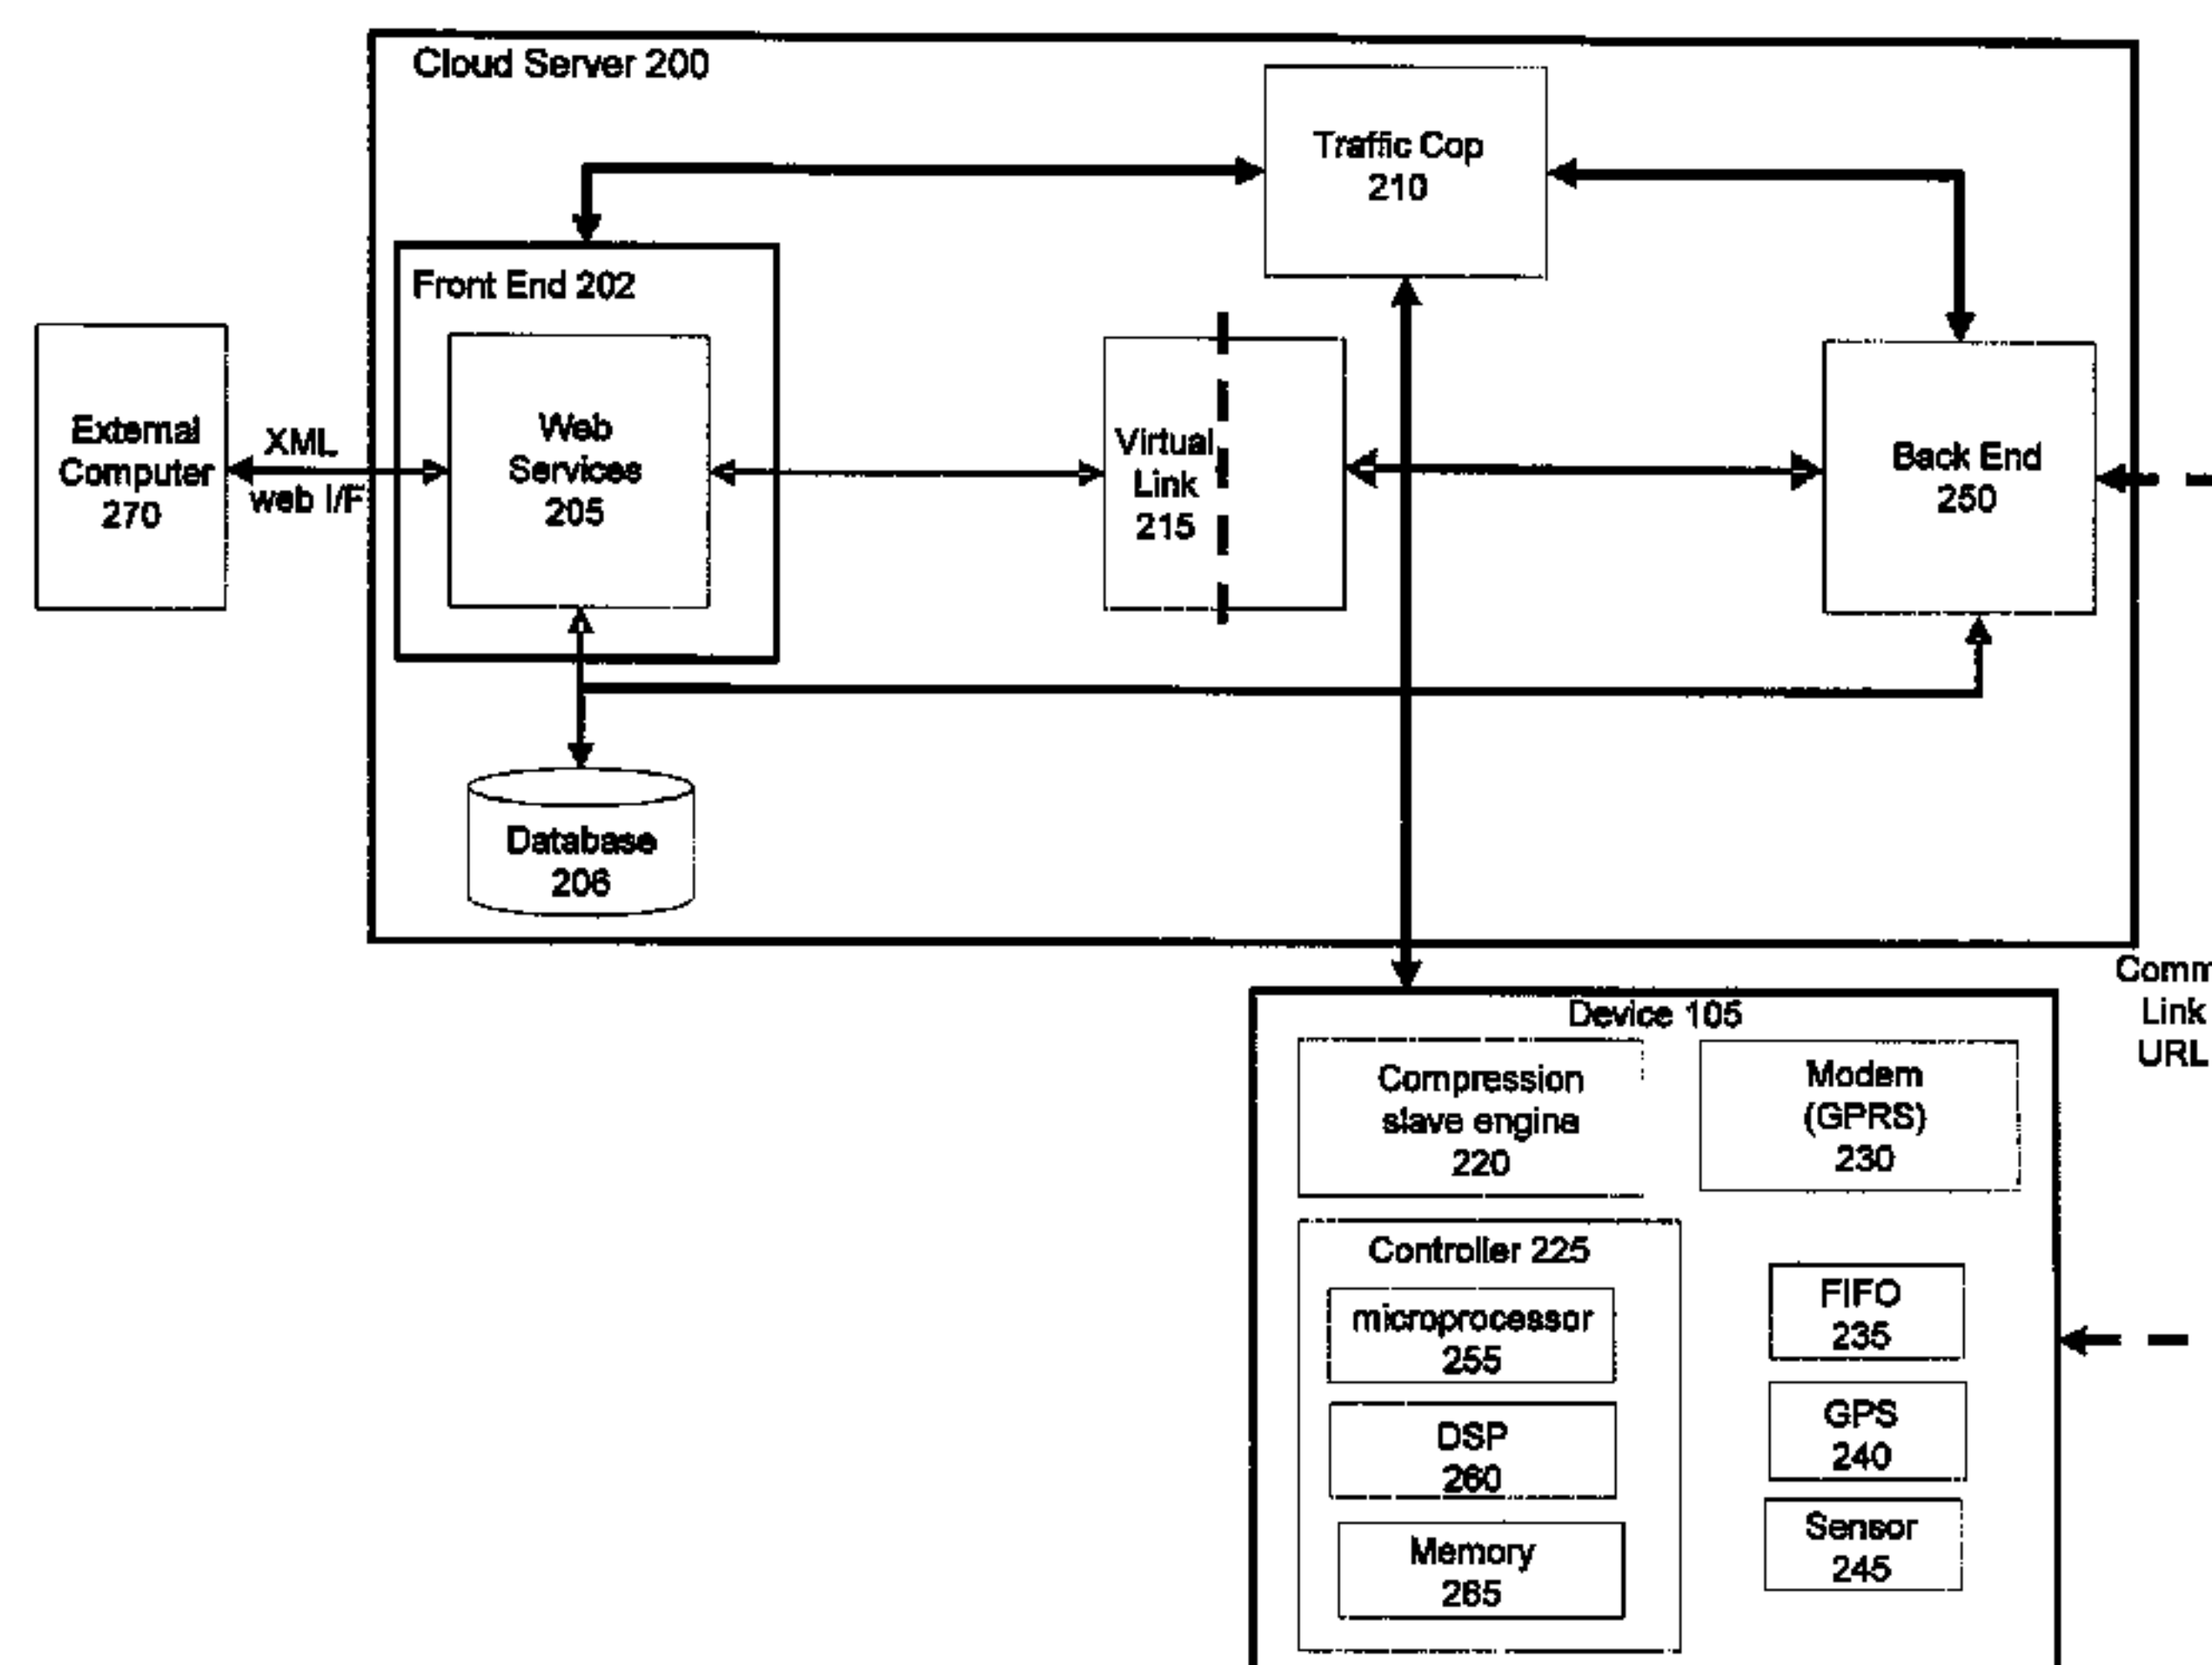 Cloud Server 200
Traffic Cop
210
Front End 202
External
Computer
270
XML
web I/F
Web
Services
205
Virtual
Link
215
Back End
250
Database
206
Comm
Link
URL
Device 105
Compression
slave engine
220
Modem
(GPRS)
230
Controller 225
microprocessor
255
DSP
260
Memory
265
FIFO
235
GPS
240
Sensor
245